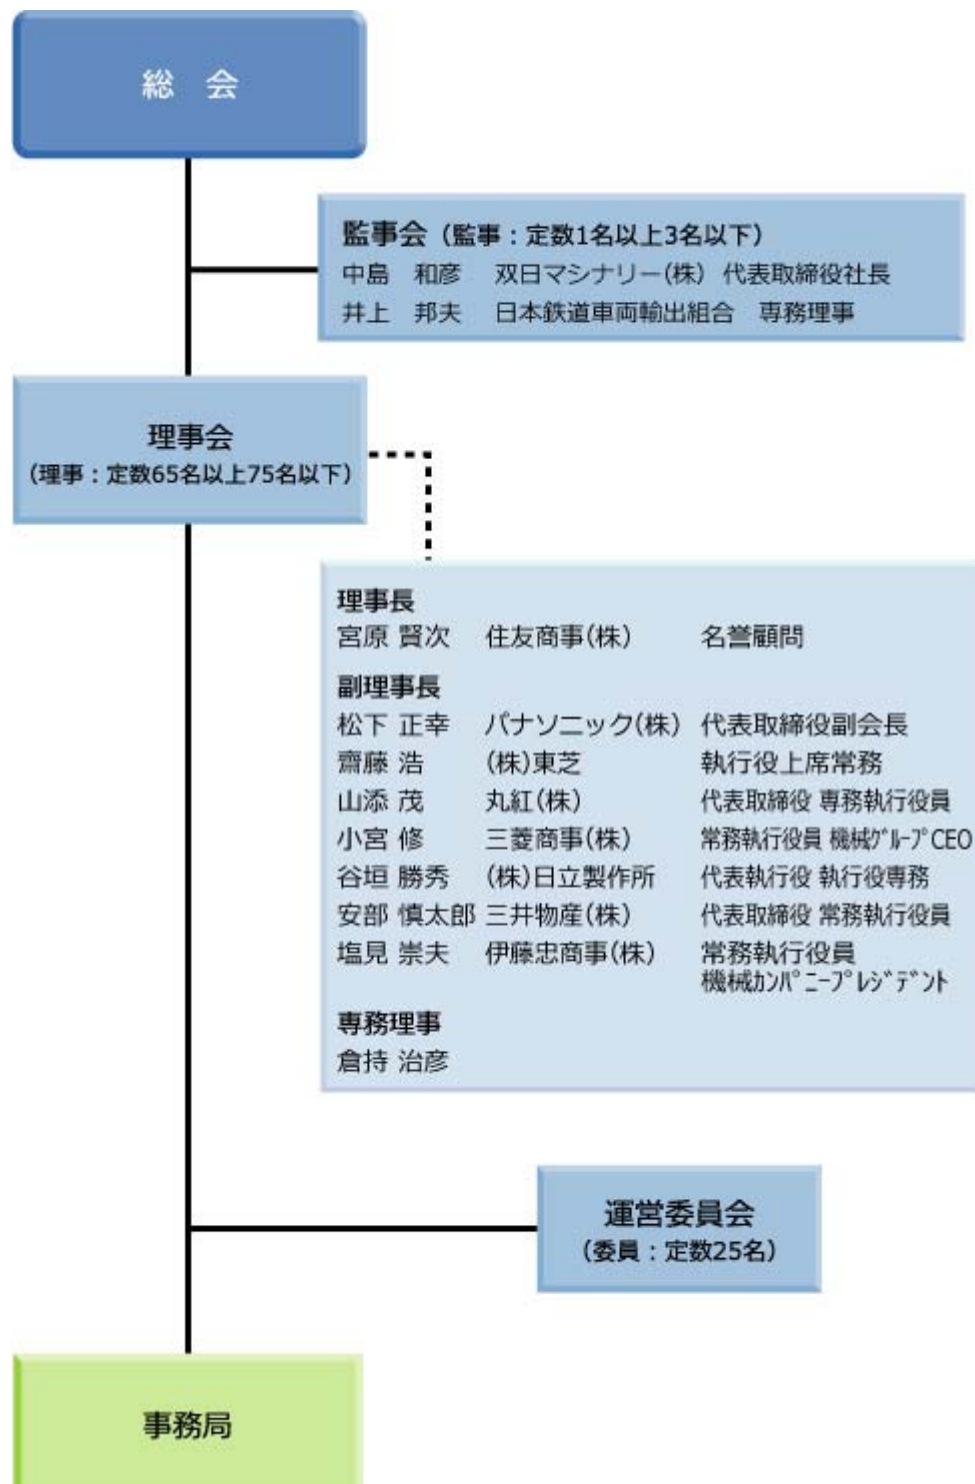 総　会
監事会（監事：定数1名以上3名以下）
中島　和彦　双日マシナリー(株)　代表取締役社長
井上　邦夫　日本鉄道車両輸出組合　専務理事
理事会
（理事：定数65名以上75名以下）
理事長
宮原 賢次　住友商事(株)　名誉顧問
副理事長
松下 正幸　パナソニック(株)　代表取締役副会長
齋藤 浩　(株)東芝　執行役上席常務
山添 茂　丸紅(株)　代表取締役 専務執行役員
小宮 修　三菱商事(株)　常務執行役員 機械ｸﾞﾙｰﾌﾟCEO
谷垣 勝秀　(株)日立製作所　代表執行役 執行役専務
安部 慎太郎 三井物産(株)　代表取締役 常務執行役員
塩見 崇夫　伊藤忠商事(株)　常務執行役員
機械ｶﾝﾊﾟﾆｰﾌﾟﾚｼﾞﾃﾞﾝﾄ
専務理事
倉持 治彦
運営委員会
（委員：定数25名）
事務局